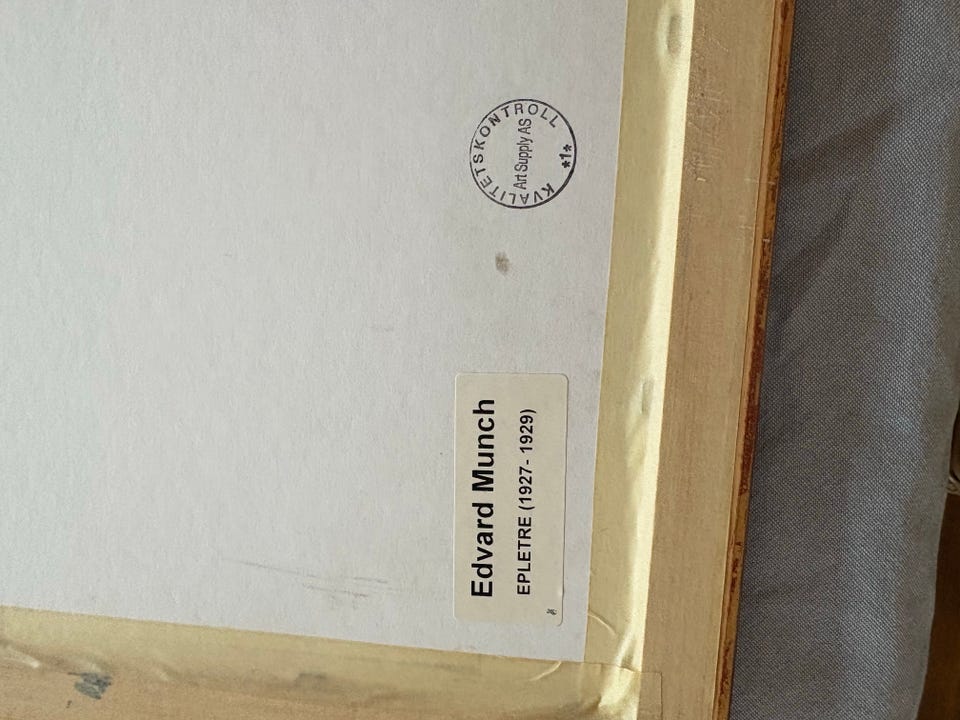 KVALITETSKONTROLL
Art Supply AS
*1*
Edvard Munch
EPLETRE (1927- 1929)